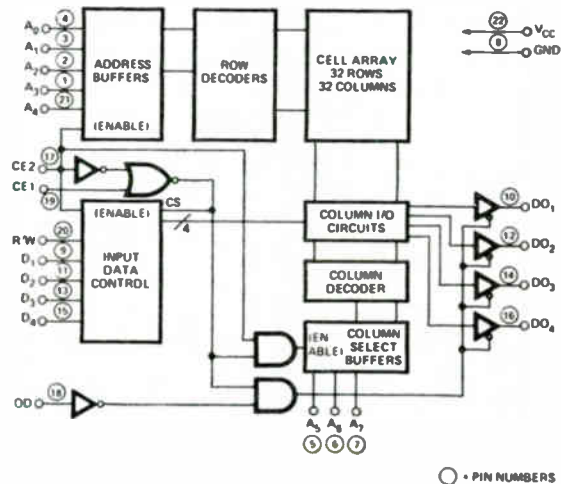 A0 4
A1 3
A2 2
A3 1
A4 21
ADDRESS
BUFFERS
(ENABLE)
ROW
DECODERS
CELL ARRAY
32 ROWS
32 COLUMNS
22 VCC
8 GND
CE2 17
CE1 19
CS
4
(ENABLE)
INPUT
DATA
CONTROL
R/W 20
D1 9
D2 11
D3 13
D4 15
COLUMN I/O
CIRCUITS
COLUMN
DECODER
(EN
ABLE)
COLUMN
SELECT
BUFFERS
10 DO1
12 DO2
14 DO3
16 DO4
OD 18
A5 A6 A7
5 6 7
= PIN NUMBERS